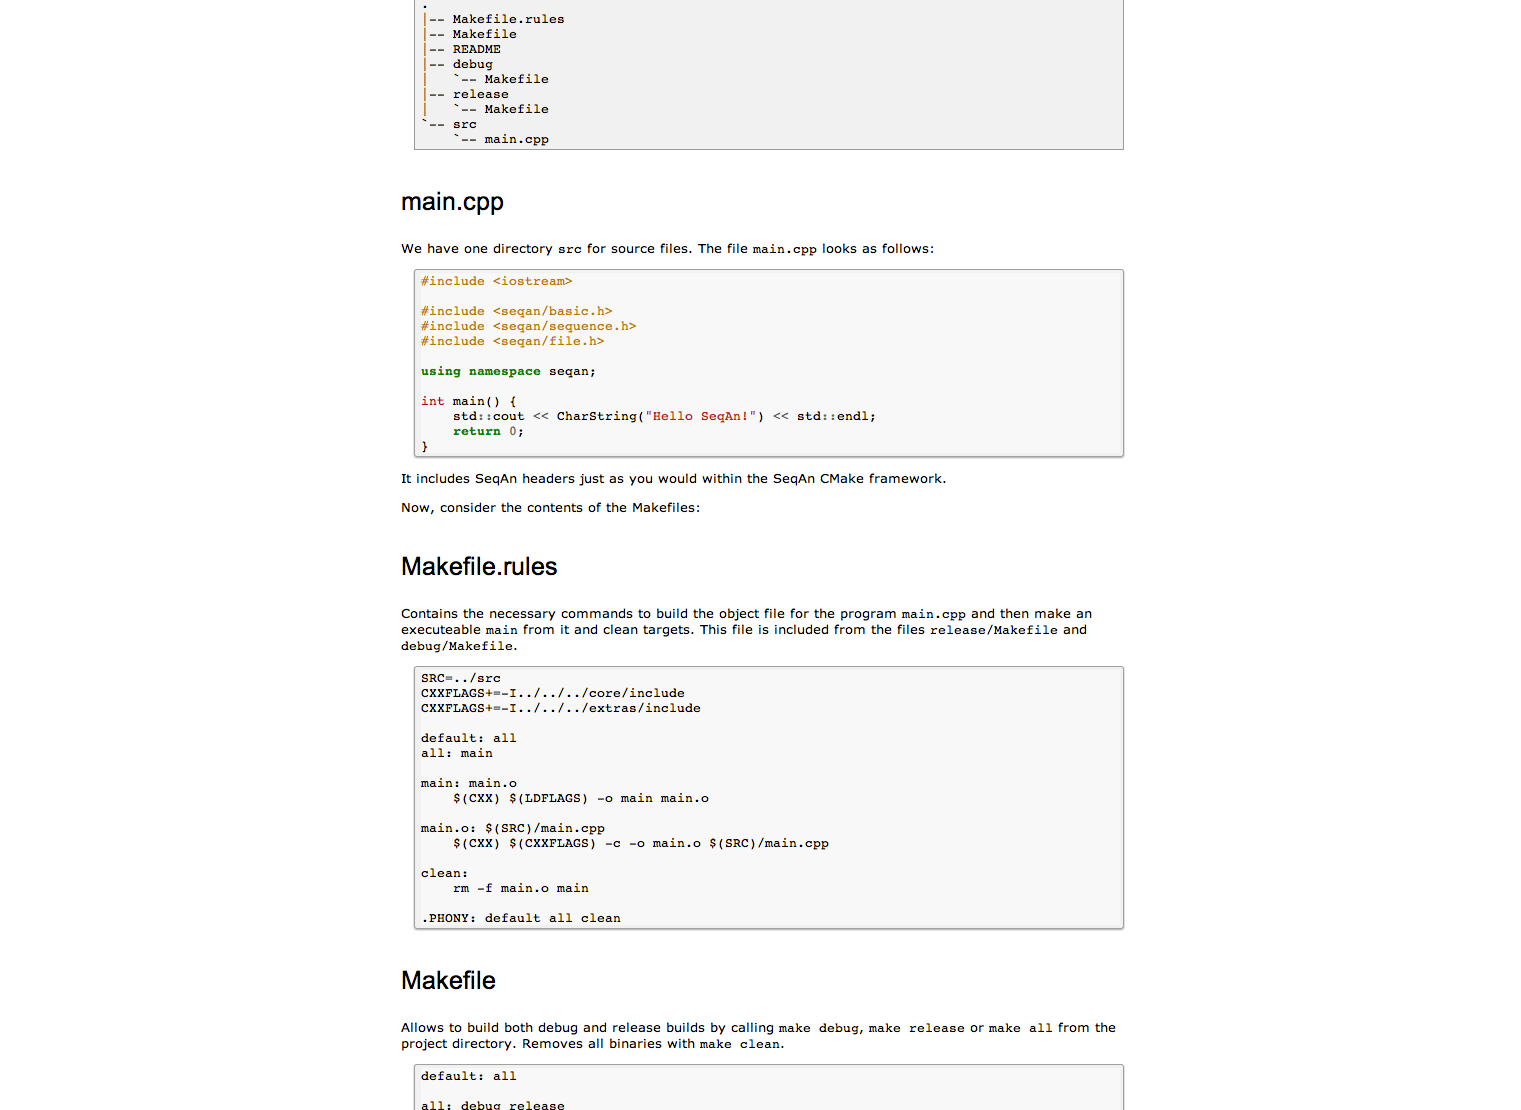 .
|-- Makefile.rules
|-- Makefile
|-- README
|-- debug
|   `-- Makefile
|-- release
|   `-- Makefile
`-- src
    `-- main.cpp
main.cpp
We have one directory src for source files. The file main.cpp looks as follows:
#include <iostream>
#include <seqan/basic.h>
#include <seqan/sequence.h>
#include <seqan/file.h>
using namespace seqan;
int main() {
    std::cout << CharString("Hello SeqAn!") << std::endl;
    return 0;
}
It includes SeqAn headers just as you would within the SeqAn CMake framework.
Now, consider the contents of the Makefiles:
Makefile.rules
Contains the necessary commands to build the object file for the program main.cpp and then make an
executeable main from it and clean targets. This file is included from the files release/Makefile and
debug/Makefile.
SRC=../src
CXXFLAGS+=-I../../../core/include
CXXFLAGS+=-I../../../extras/include
default: all
all: main
main: main.o
    $(CXX) $(LDFLAGS) -o main main.o
main.o: $(SRC)/main.cpp
    $(CXX) $(CXXFLAGS) -c -o main.o $(SRC)/main.cpp
clean:
    rm -f main.o main
.PHONY: default all clean
Makefile
Allows to build both debug and release builds by calling make debug, make release or make all from the
project directory. Removes all binaries with make clean.
default: all
all: debug release